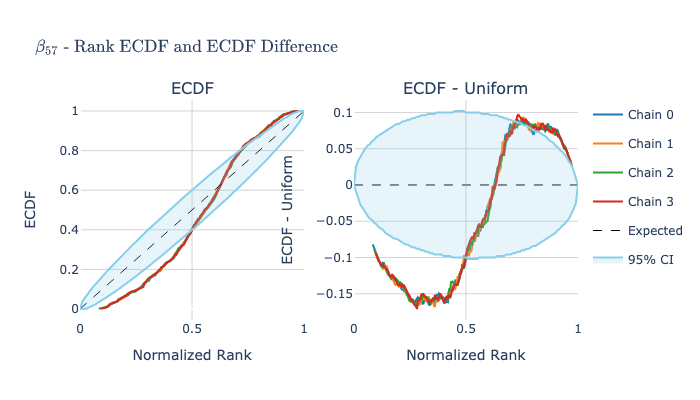 β57 - Rank ECDF and ECDF Difference
ECDF
ECDF - Uniform
ECDF
1
0.8
0.6
0.4
0.2
0
0
0.5
1
Normalized Rank
ECDF - Uniform
0.1
0.05
0
−0.05
−0.1
−0.15
0
0.5
1
Normalized Rank
Chain 0
Chain 1
Chain 2
Chain 3
Expected
95% CI